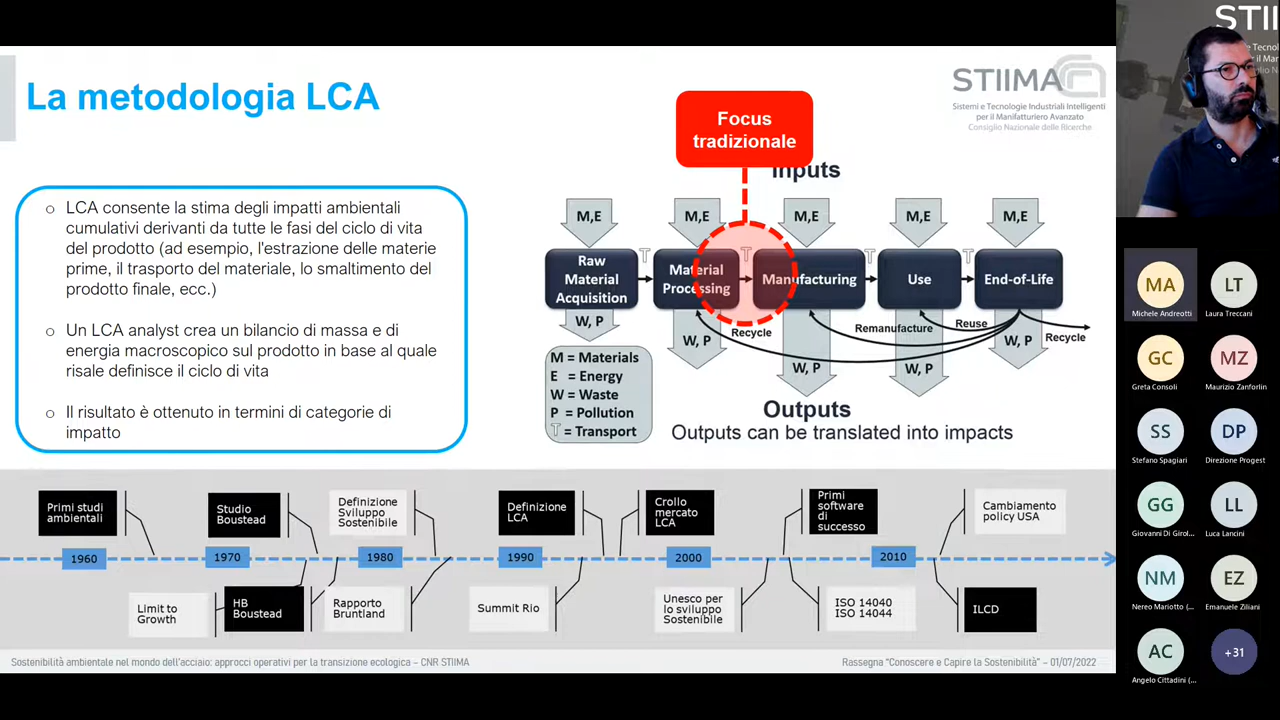 La metodologia LCA
STIIMA
Sistemi e Tecnologie Industriali Intelligenti
per il Manifatturiero Avanzato
Consiglio Nazionale delle Ricerche
Focus
tradizionale
Inputs
M,E
M,E
M,E
M,E
M,E
T
T
T
T
Raw
Material
Acquisition
Material
Processing
Manufacturing
Use
End-of-Life
W, P
W, P
W, P
W, P
W, P
Recycle
Remanufacture
Reuse
Recycle
M = Materials
E = Energy
W = Waste
P = Pollution
T = Transport
Outputs
Outputs can be translated into impacts
o LCA consente la stima degli impatti ambientali
cumulativi derivanti da tutte le fasi del ciclo di vita
del prodotto (ad esempio, l'estrazione delle materie
prime, il trasporto del materiale, lo smaltimento del
prodotto finale, ecc.)
o Un LCA analyst crea un bilancio di massa e di
energia macroscopico sul prodotto in base al quale
risale definisce il ciclo di vita
o Il risultato è ottenuto in termini di categorie di
impatto
Primi studi
ambientali
Studio
Boustead
Definizione
Sviluppo
Sostenibile
Definizione
LCA
Crollo
mercato
LCA
Primi
software
di
successo
Cambiamento
policy USA
1960
1970
1980
1990
2000
2010
Limit to
Growth
HB
Boustead
Rapporto
Bruntland
Summit Rio
Unesco per
lo sviluppo
Sostenibile
ISO 14040
ISO 14044
ILCD
Sostenibilità ambientale nel mondo dell'acciaio: approcci operativi per la transizione ecologica – CNR STIIMA
Rassegna "Conoscere e Capire la Sostenibilità" – 01/07/2022
STII
MA
Michele Andreotti
LT
Laura Treccani
GC
Greta Consoli
MZ
Maurizio Zanforlin
SS
Stefano Spagiari
DP
Direzione Progest
GG
Giovanni Di Girol...
LL
Luca Lancini
NM
Nereo Mariotto (...
EZ
Emanuele Ziliani
AC
Angelo Cittadini (...
+31